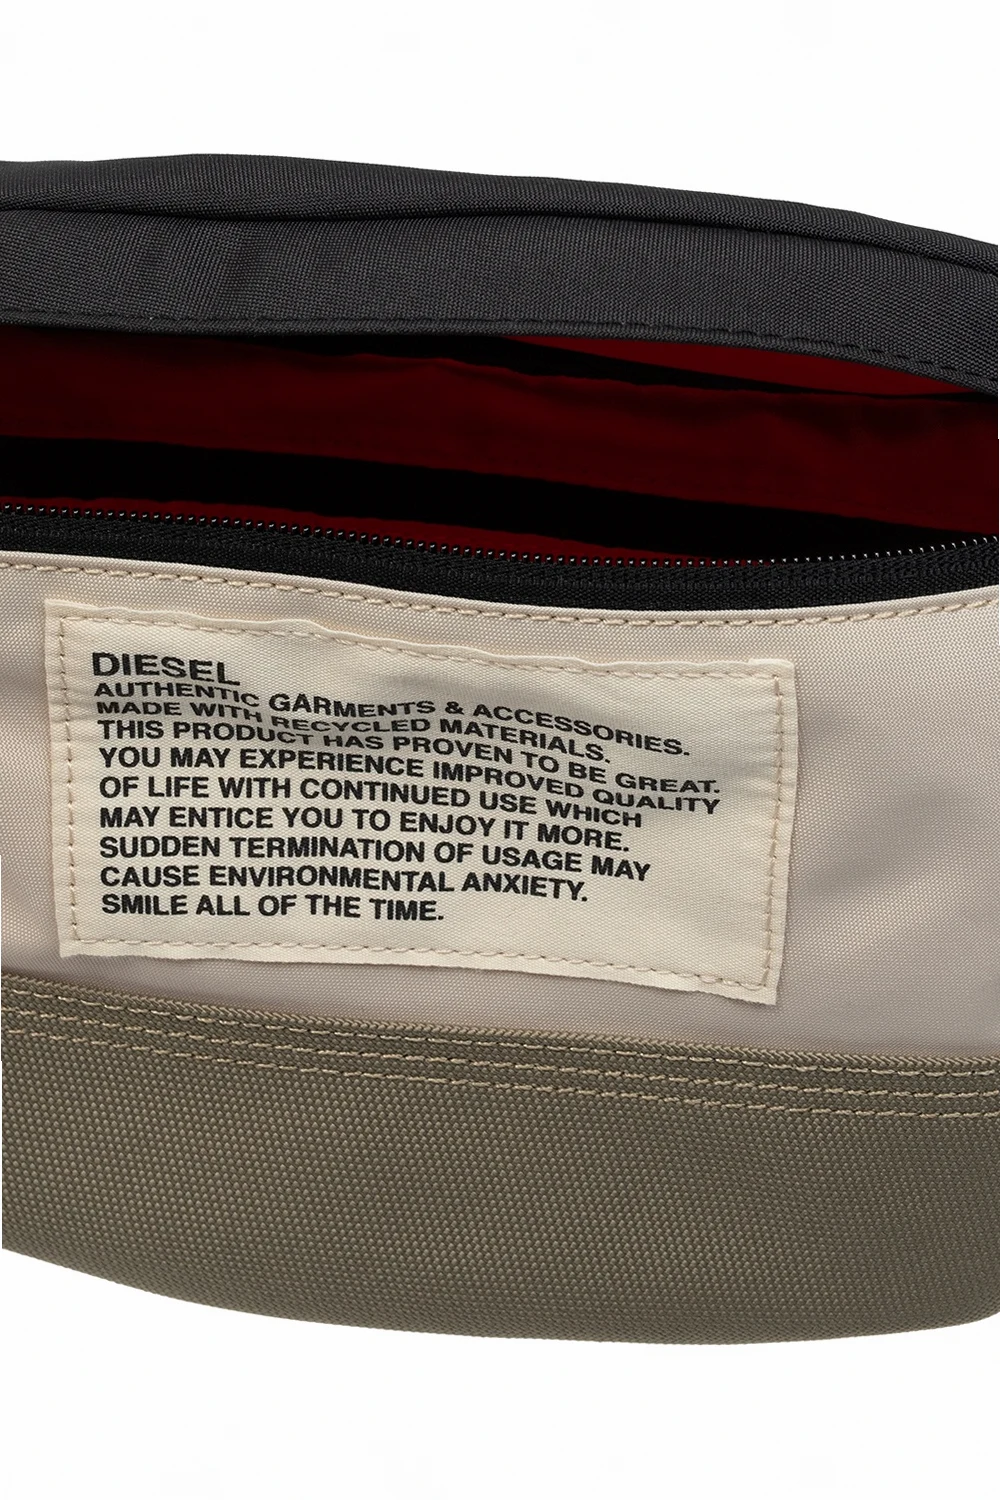 DIESEL
AUTHENTIC GARMENTS & ACCESSORIES.
MADE WITH RECYCLED MATERIALS.
THIS PRODUCT HAS PROVEN TO BE GREAT.
YOU MAY EXPERIENCE IMPROVED QUALITY
OF LIFE WITH CONTINUED USE WHICH
MAY ENTICE YOU TO ENJOY IT MORE.
SUDDEN TERMINATION OF USAGE MAY
CAUSE ENVIRONMENTAL ANXIETY.
SMILE ALL OF THE TIME.